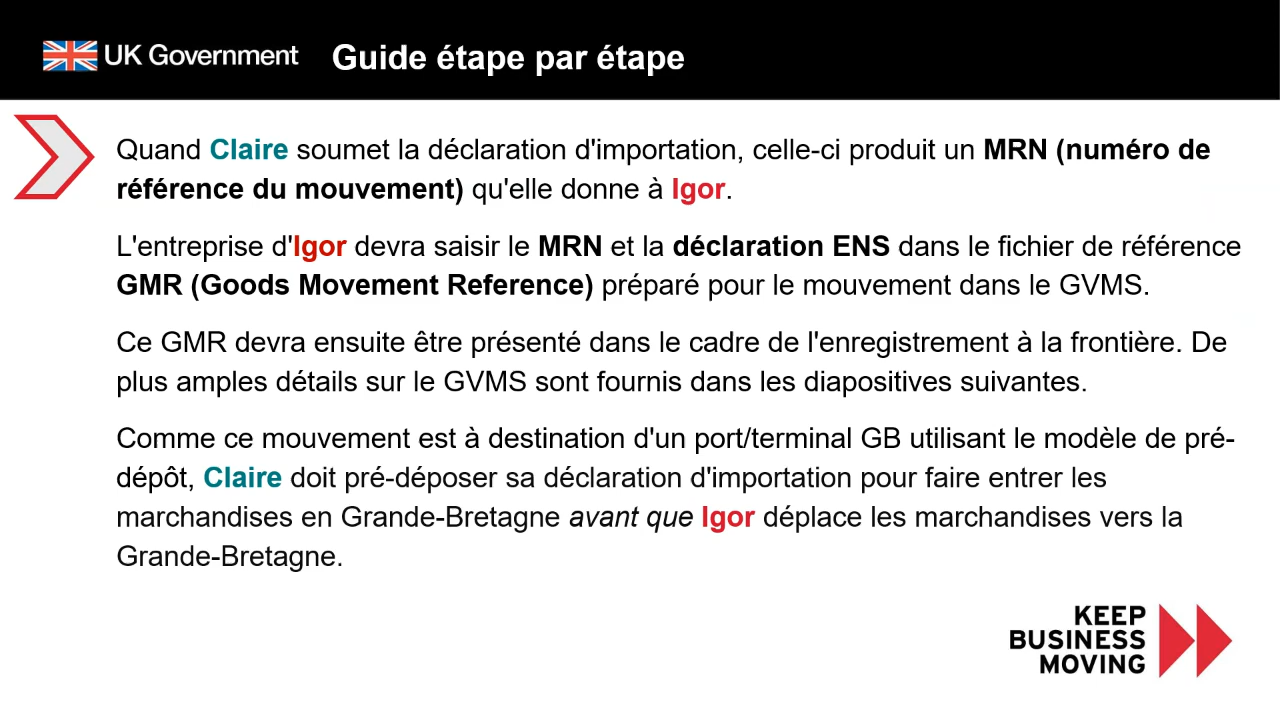 UK Government
Guide étape par étape
Quand Claire soumet la déclaration d'importation, celle-ci produit un MRN (numéro de
référence du mouvement) qu'elle donne à Igor.
L'entreprise d'Igor devra saisir le MRN et la déclaration ENS dans le fichier de référence
GMR (Goods Movement Reference) préparé pour le mouvement dans le GVMS.
Ce GMR devra ensuite être présenté dans le cadre de l'enregistrement à la frontière. De
plus amples détails sur le GVMS sont fournis dans les diapositives suivantes.
Comme ce mouvement est à destination d'un port/terminal GB utilisant le modèle de pré-
dépôt, Claire doit pré-déposer sa déclaration d'importation pour faire entrer les
marchandises en Grande-Bretagne avant que Igor déplace les marchandises vers la
Grande-Bretagne.
KEEP
BUSINESS
MOVING